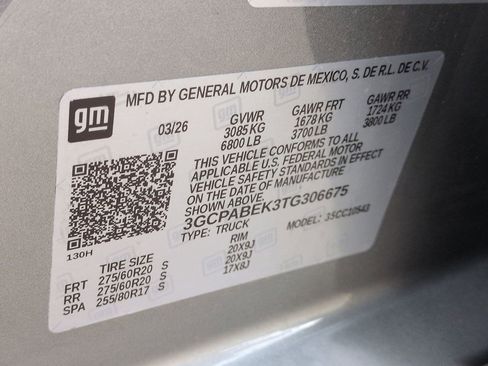 gm
MFD BY GENERAL MOTORS DE MEXICO, S. DE R.L. DE C.V.
03/26 GVWR GAWR FRT GAWR RR
3085 KG 1678 KG 1724 KG
6800 LB 3700 LB 3800 LB
THIS VEHICLE CONFORMS TO ALL
APPLICABLE U.S. FEDERAL MOTOR
VEHICLE SAFETY STANDARDS IN EFFECT
ON THE DATE OF MANUFACTURE
SHOWN
3GCPABEK3TG306675
TYPE: TRUCK MODEL: 35CC10543
130H
TIRE SIZE RIM
FRT 275/60R20 S 20X9J
RR 275/60R20 S 20X9J
SPA 255/80R17 S 17X8J